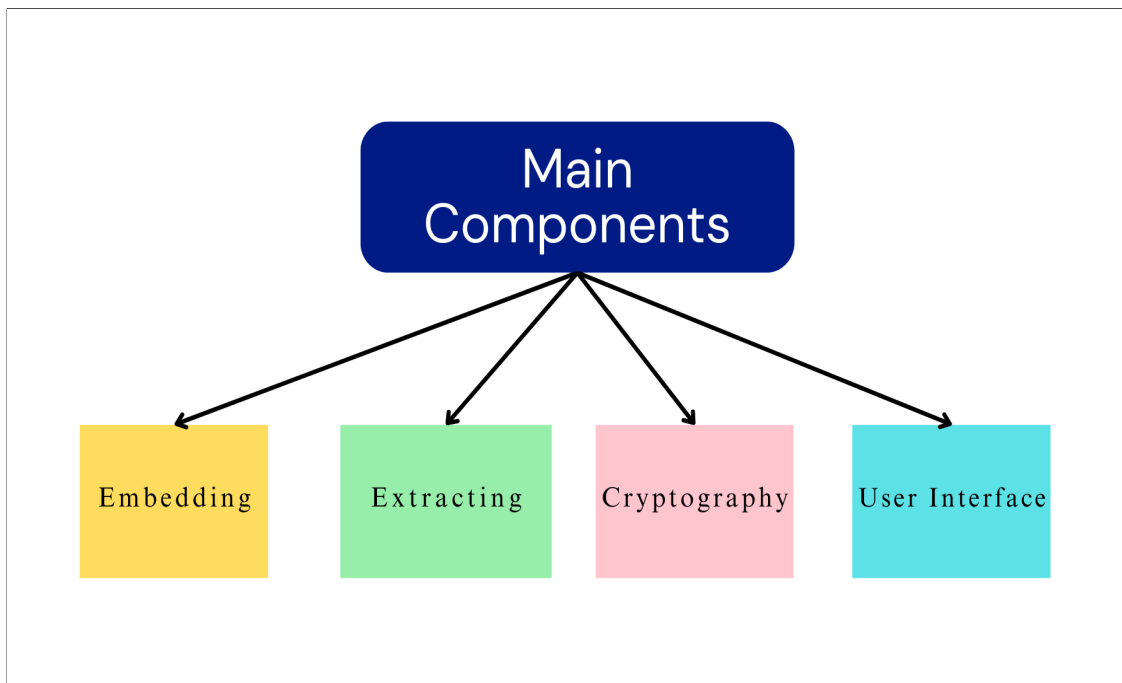 Main
Components
Embedding
Extracting
Cryptography
User Interface